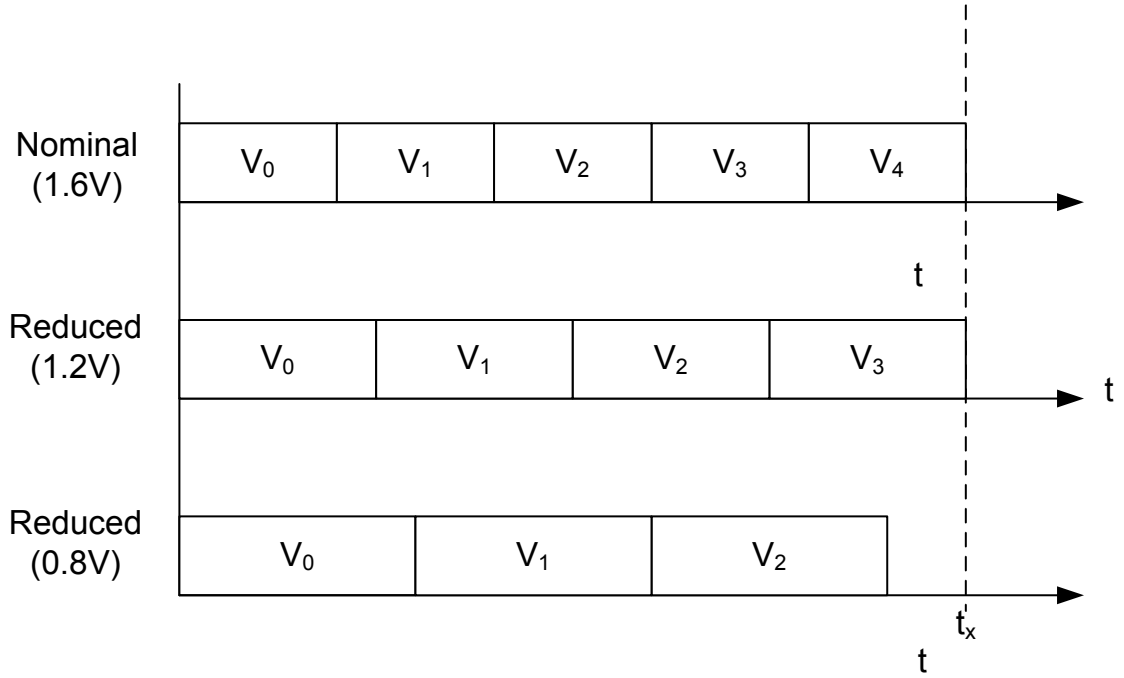 Nominal
(1.6V)
V₀ V₁ V₂ V₃ V₄
t
Reduced
(1.2V)
V₀ V₁ V₂ V₃
t
Reduced
(0.8V)
V₀ V₁ V₂
tₓ
t